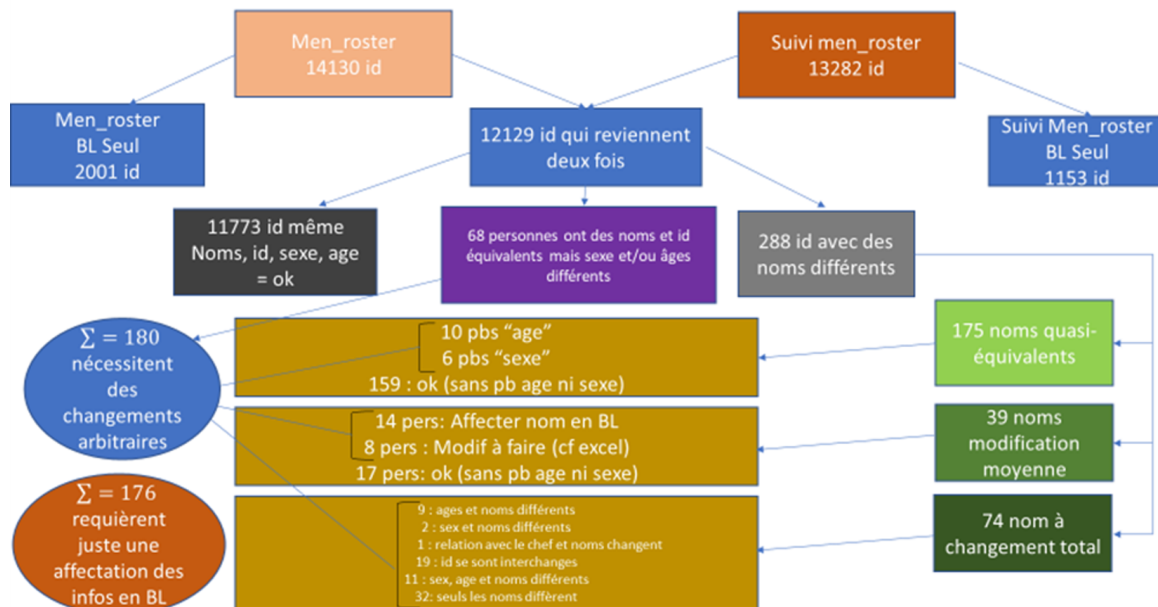 Men_roster
14130 id
Suivi men_roster
13282 id
Men_roster
BL Seul
2001 id
12129 id qui reviennent
deux fois
Suivi Men_roster
BL Seul
1153 id
11773 id même
Noms, id, sexe, age
= ok
68 personnes ont des noms et id
équivalents mais sexe et/ou âges
différents
288 id avec des
noms différents
∑ = 180
nécessitent
des
changements
arbitraires
10 pbs “age”
6 pbs “sexe”
159 : ok (sans pb age ni sexe)
175 noms quasi-
équivalents
14 pers: Affecter nom en BL
8 pers : Modif à faire (cf excel)
17 pers: ok (sans pb age ni sexe)
39 noms
modification
moyenne
∑ = 176
requièrent
juste une
affectation des
infos en BL
9 : ages et noms différents
2 : sex et noms différents
1 : relation avec le chef et noms changent
19 : id se sont interchanges
11 : sex, age et noms différents
32: seuls les noms diffèrent
74 nom à
changement total